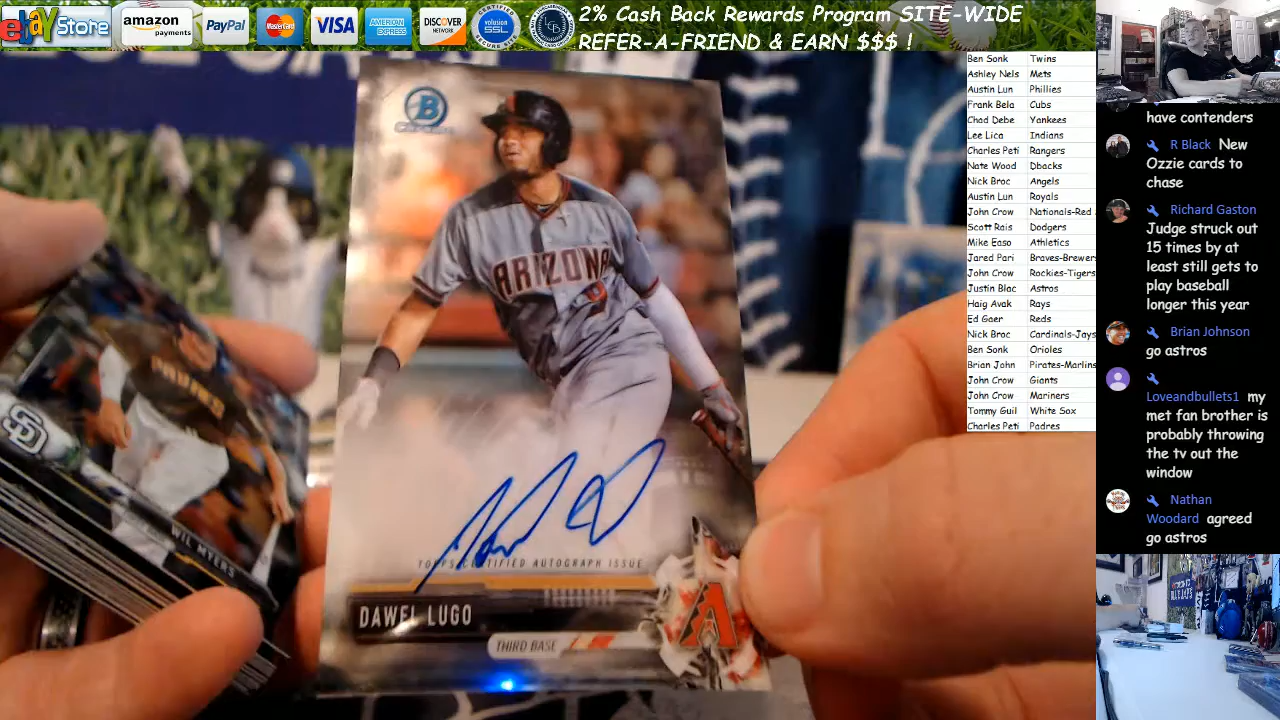 ebay Store
amazon
payments
PayPal
MasterCard
VISA
AMERICAN
EXPRESS
DISCOVER
NETWORK
volusion
SSL
CERTIFIED
2% Cash Back Rewards Program SITE-WIDE
REFER-A-FRIEND & EARN $$$ !
B
ARIZONA
9
TOPPS CERTIFIED AUTOGRAPH ISSUE
DAWEL LUGO
THIRD BASE
A
PADRES
SD
WIL MYERS
Ben Sonk Twins
Ashley Nels Mets
Austin Lun Phillies
Frank Bela Cubs
Chad Debe Yankees
Lee Lica Indians
Charles Peti Rangers
Nate Wood Dbacks
Nick Broc Angels
Austin Lun Royals
John Crow Nationals-Red
Scott Rais Dodgers
Mike Easo Athletics
Jared Pari Braves-Brewers
John Crow Rockies-Tigers
Justin Blac Astros
Haig Avak Rays
Ed Gaer Reds
Nick Broc Cardinals-Jays
Ben Sonk Orioles
Brian John Pirates-Marlins
John Crow Giants
John Crow Mariners
Tommy Guil White Sox
Charles Peti Padres
have contenders
R Black New
Ozzie cards to
chase
Richard Gaston
Judge struck out
15 times by at
least still gets to
play baseball
longer this year
Brian Johnson
go astros
Loveandbullets1 my
met fan brother is
probably throwing
the tv out the
window
Nathan
Woodard agreed
go astros